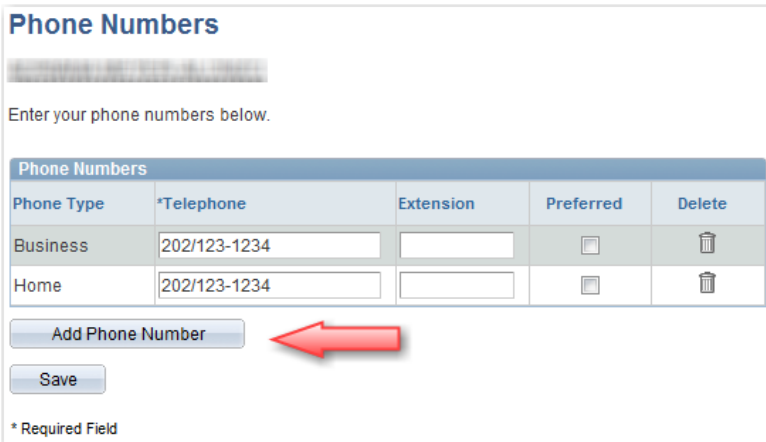 Phone Numbers
Enter your phone numbers below.
Phone Numbers
Phone Type *Telephone Extension Preferred Delete
Business 202/123-1234
Home 202/123-1234
Add Phone Number
Save
* Required Field